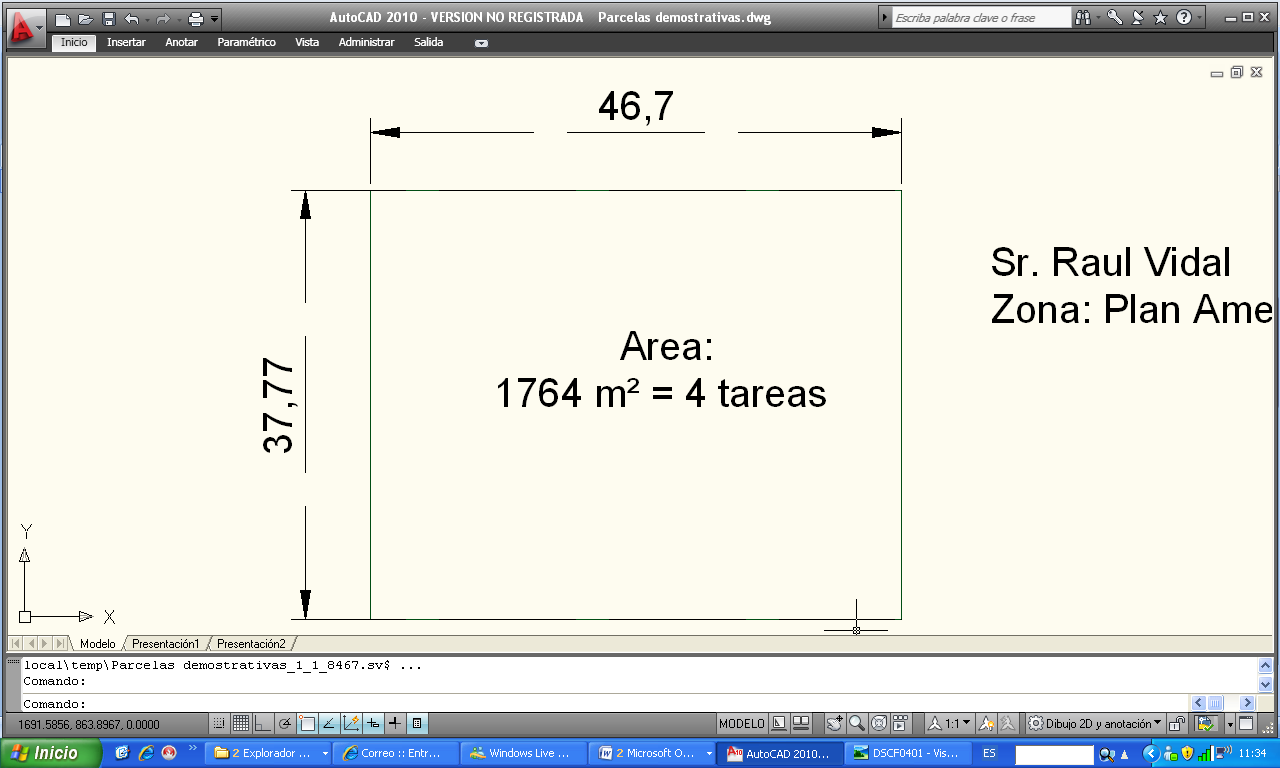 AutoCAD 2010 - VERSION NO REGISTRADA Parcelas demostrativas.dwg
Escriba palabra clave o frase
Inicio Insertar Anotar Paramétrico Vista Administrar Salida
46,7
37,77
Sr. Raul Vidal
Zona: Plan Ame
Area:
1764 m² = 4 tareas
Y
X
Modelo Presentación1 Presentación2
local\temp\Parcelas demostrativas_1_1_8467.sv$ ...
Comando:
Comando:
1691.5856, 863.8967, 0.0000 MODELO 1:1 Dibujo 2D y anotación
Inicio 2 Explorador ... Correo :: Entr... Windows Live ... 2 Microsoft O... AutoCAD 2010... DSCF0401 - Vis... ES 11:34